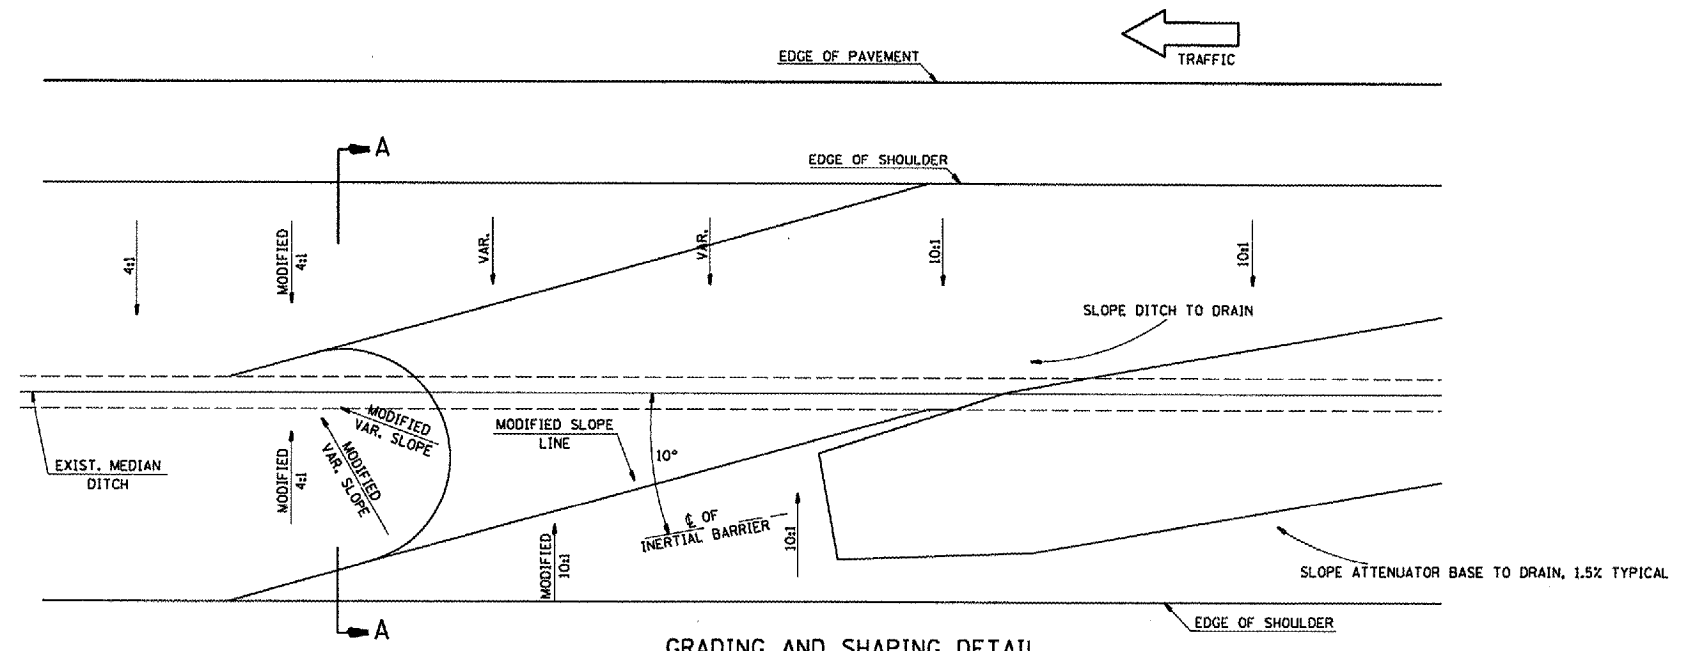 TRAFFIC
EDGE OF PAVEMENT
A
EDGE OF SHOULDER
4:1
MODIFIED
4:1
VAR.
VAR.
10:1
10:1
SLOPE DITCH TO DRAIN
MODIFIED
VAR. SLOPE
MODIFIED SLOPE
LINE
10°
EXIST. MEDIAN
DITCH
MODIFIED
4:1
MODIFIED
VAR. SLOPE
℄ OF
INERTIAL BARRIER
10:1
MODIFIED
10:1
SLOPE ATTENUATOR BASE TO DRAIN, 1.5% TYPICAL
A
EDGE OF SHOULDER
GRADING AND SHAPING DETAIL